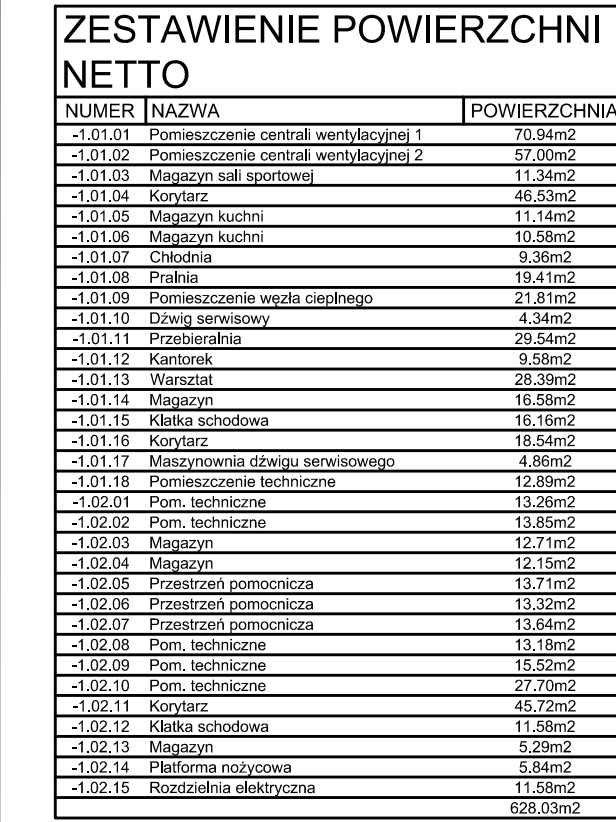 ZESTAWIENIE POWIERZCHNI
NETTO
NUMER NAZWA POWIERZCHNIA
-1.01.01 Pomieszczenie centrali wentylacyjnej 1 70.94m2
-1.01.02 Pomieszczenie centrali wentylacyjnej 2 57.00m2
-1.01.03 Magazyn sali sportowej 11.34m2
-1.01.04 Korytarz 46.53m2
-1.01.05 Magazyn kuchni 11.14m2
-1.01.06 Magazyn kuchni 10.58m2
-1.01.07 Chłodnia 9.36m2
-1.01.08 Pralnia 19.41m2
-1.01.09 Pomieszczenie węzła cieplnego 21.81m2
-1.01.10 Dźwig serwisowy 4.34m2
-1.01.11 Przebieralnia 29.54m2
-1.01.12 Kantorek 9.58m2
-1.01.13 Warsztat 28.39m2
-1.01.14 Magazyn 16.58m2
-1.01.15 Klatka schodowa 16.16m2
-1.01.16 Korytarz 18.54m2
-1.01.17 Maszynownia dźwigu serwisowego 4.86m2
-1.01.18 Pomieszczenie techniczne 12.89m2
-1.02.01 Pom. techniczne 13.26m2
-1.02.02 Pom. techniczne 13.85m2
-1.02.03 Magazyn 12.71m2
-1.02.04 Magazyn 12.15m2
-1.02.05 Przestrzeń pomocnicza 13.71m2
-1.02.06 Przestrzeń pomocnicza 13.32m2
-1.02.07 Przestrzeń pomocnicza 13.64m2
-1.02.08 Pom. techniczne 13.18m2
-1.02.09 Pom. techniczne 15.52m2
-1.02.10 Pom. techniczne 27.70m2
-1.02.11 Korytarz 45.72m2
-1.02.12 Klatka schodowa 11.58m2
-1.02.13 Magazyn 5.29m2
-1.02.14 Platforma nożycowa 5.84m2
-1.02.15 Rozdzielnia elektryczna 11.58m2
628.03m2